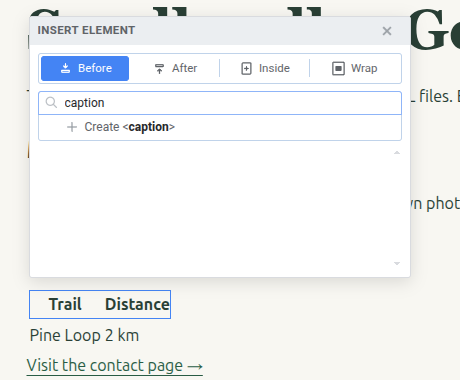 INSERT ELEMENT
Before
After
Inside
Wrap
caption
Create <caption>
files. 
phot
Trail Distance
Pine Loop 2 km
Visit the contact page →